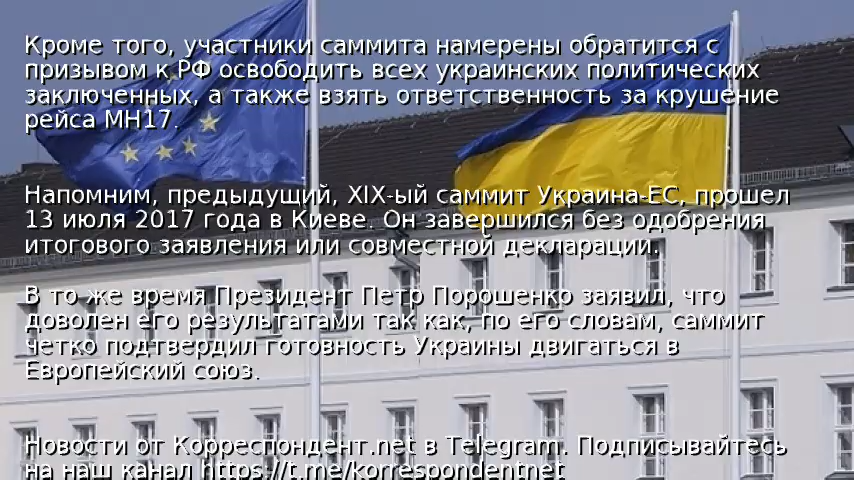 Кроме того, участники саммита намерены обратится с
призывом к РФ освободить всех украинских политических
заключенных, а также взять ответственность за крушение
рейса МН17.
Напомним, предыдущий, XIX-ый саммит Украина-ЕС, прошел
13 июля 2017 года в Киеве. Он завершился без одобрения
итогового заявления или совместной декларации.
В то же время Президент Петр Порошенко заявил, что
доволен его результатами так как, по его словам, саммит
четко подтвердил готовность Украины двигаться в
Европейский союз.
Новости от Корреспондент.net в Telegram. Подписывайтесь
на наш канал https://t.me/korrespondentnet